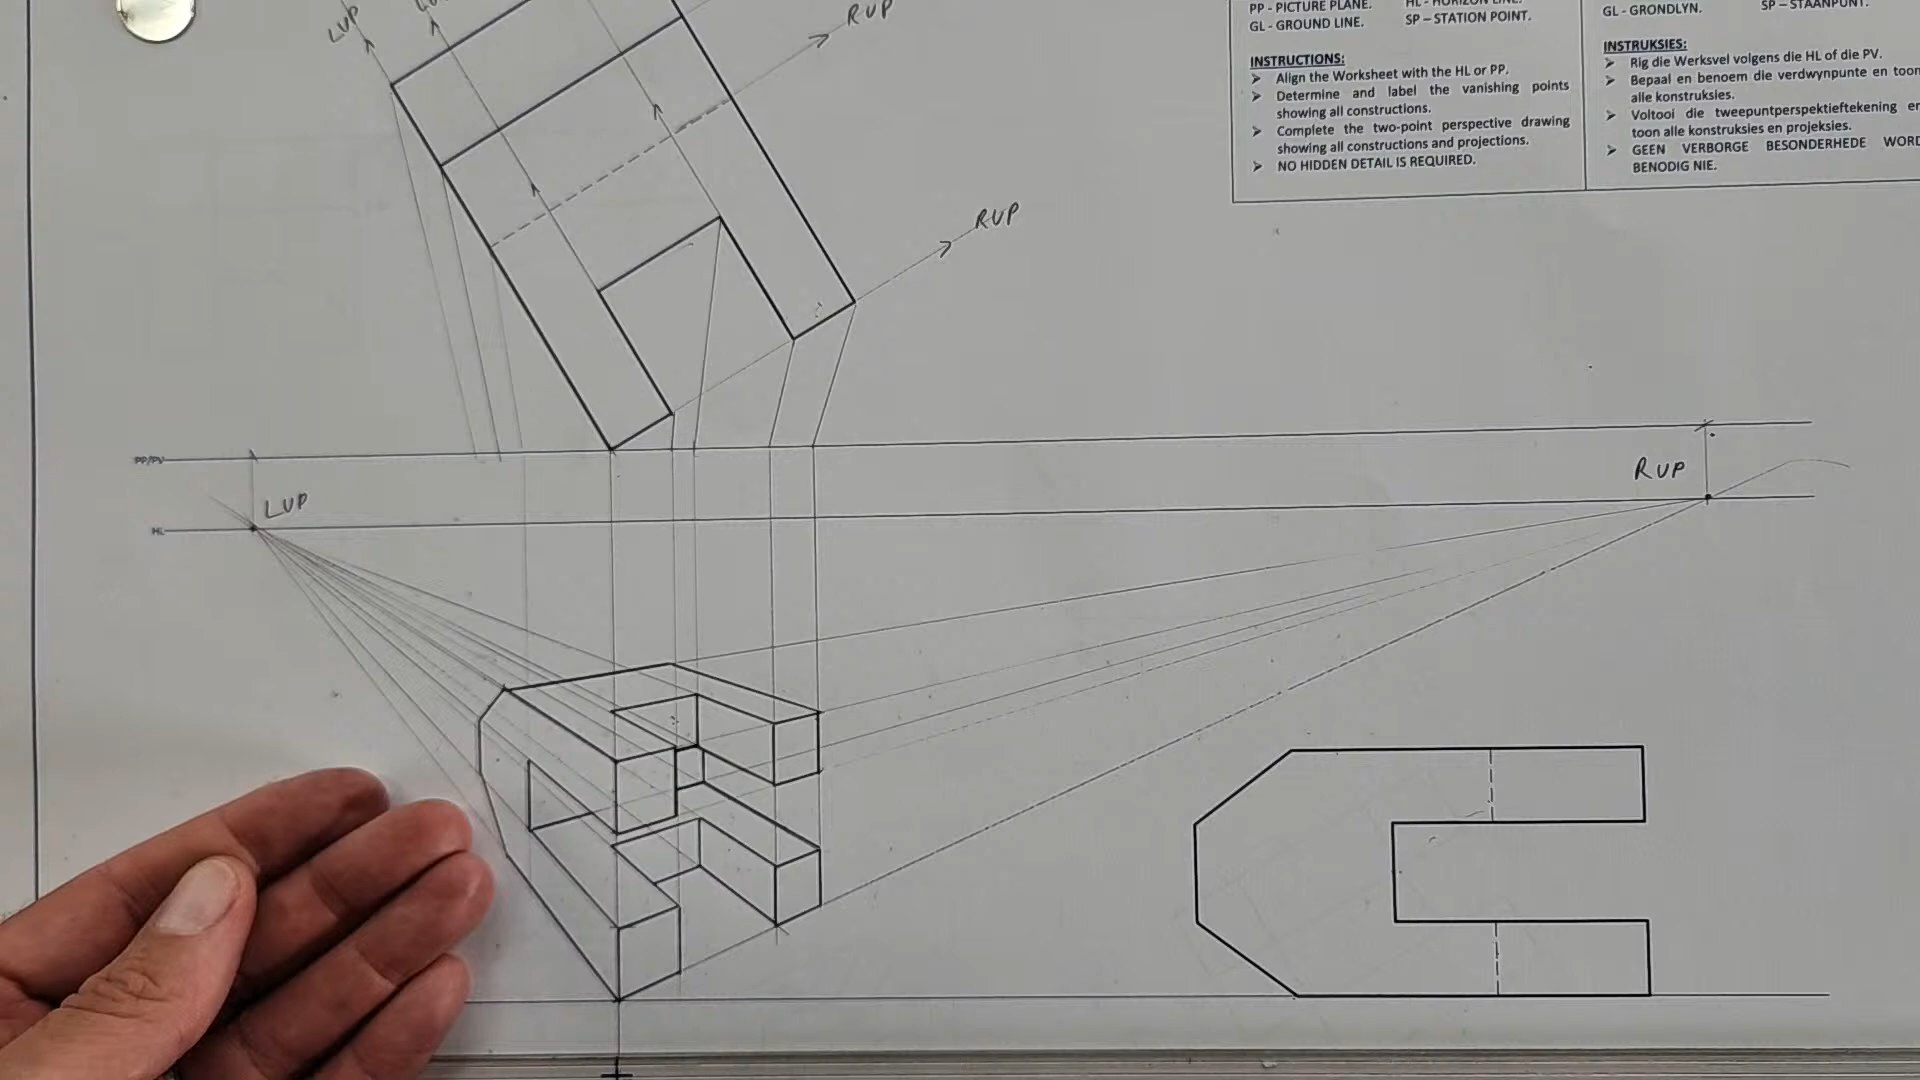 LVP
RVP
PP - PICTURE PLANE.
HL - HORIZON LINE.
GL - GROUND LINE.
SP – STATION POINT.
INSTRUCTIONS:
➤ Align the Worksheet with the HL or PP.
➤ Determine and label the vanishing points
showing all constructions.
➤ Complete the two-point perspective drawing
showing all constructions and projections.
➤ NO HIDDEN DETAIL IS REQUIRED.
GL - GRONDLYN.
SP – STAANPUNT.
INSTRUKSIES:
➤ Rig die Werksvel volgens die HL of die PV.
➤ Bepaal en benoem die verdwynpunte en toon
alle konstruksies.
➤ Voltooi die tweepuntperspektieftekening en
toon alle konstruksies en projeksies.
➤ GEEN VERBORGE BESONDERHEDE WORD
BENODIG NIE.
RVP
PP/PV
RVP
LVP
HL